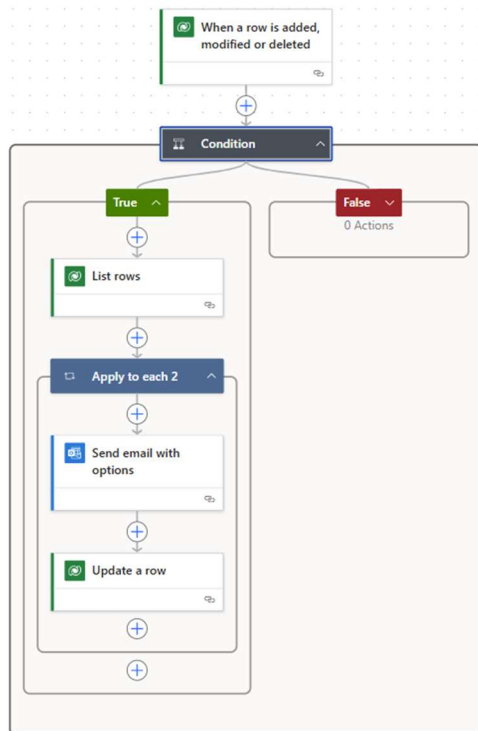 When a row is added,
modified or deleted
Condition
True
False
0 Actions
List rows
Apply to each 2
Send email with
options
Update a row